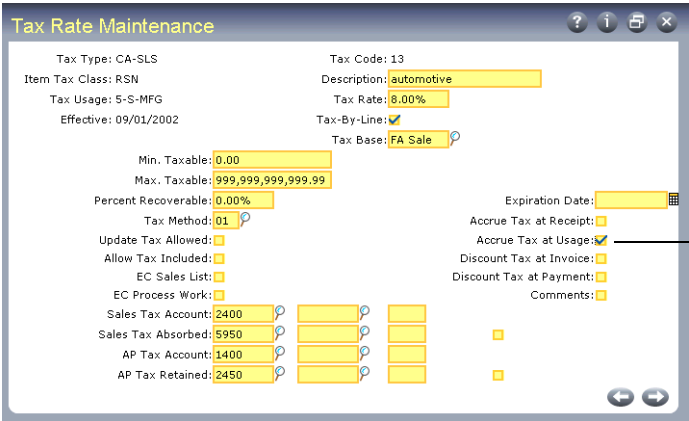 Tax Rate Maintenance
Tax Type: CA-SLS Tax Code: 13
Item Tax Class: RSN Description: automotive
Tax Usage: 5-S-MFG Tax Rate: 8.00%
Effective: 09/01/2002 Tax-By-Line:
Tax Base: FA Sale
Min. Taxable: 0.00
Max. Taxable: 999,999,999,999.99
Percent Recoverable: 0.00% Expiration Date:
Tax Method: 01 Accrue Tax at Receipt:
Update Tax Allowed: Accrue Tax at Usage:
Allow Tax Included: Discount Tax at Invoice:
EC Sales List: Discount Tax at Payment:
EC Process Work: Comments:
Sales Tax Account: 2400
Sales Tax Absorbed: 5950
AP Tax Account: 1400
AP Tax Retained: 2450